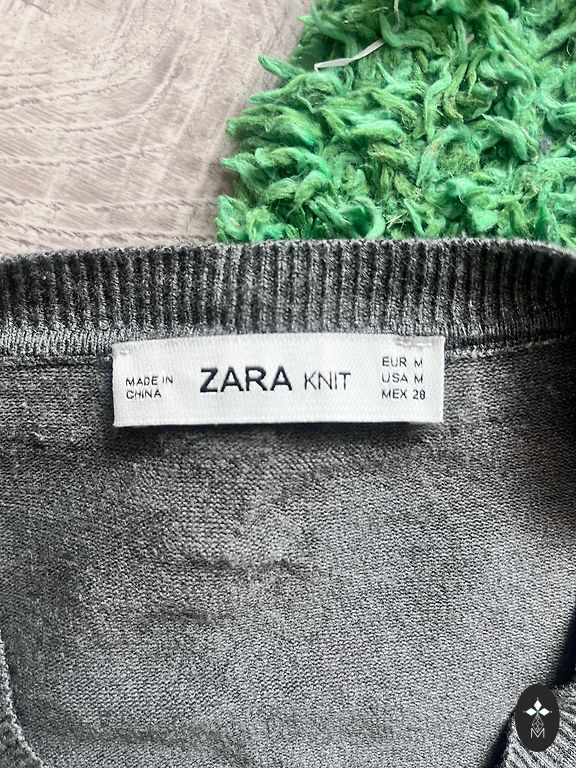 MADE IN
CHINA
ZARA KNIT
EUR M
USA M
MEX 28
M